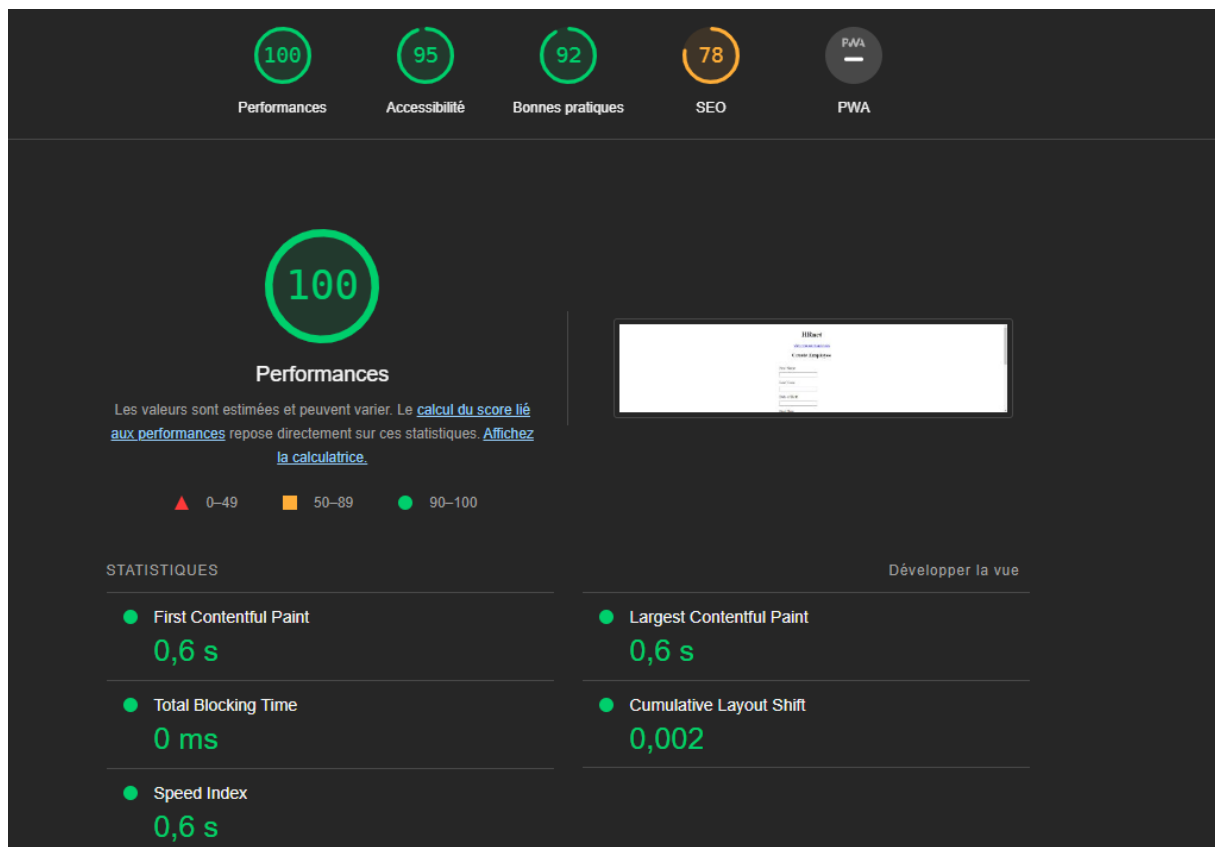 100
95
92
78
PWA
Performances
Accessibilité
Bonnes pratiques
SEO
PWA
100
Performances
Les valeurs sont estimées et peuvent varier. Le calcul du score lié
aux performances repose directement sur ces statistiques. Affichez
la calculatrice.
0–49
50–89
90–100
HRnet
Create Employee
STATISTIQUES
Développer la vue
First Contentful Paint
0,6 s
Largest Contentful Paint
0,6 s
Total Blocking Time
0 ms
Cumulative Layout Shift
0,002
Speed Index
0,6 s